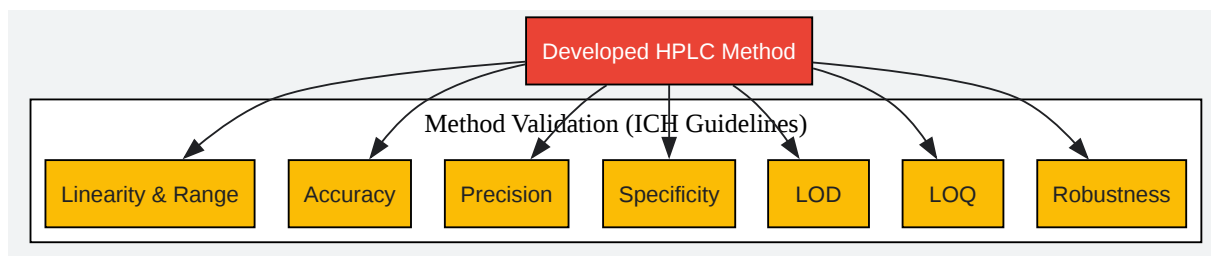 Developed HPLC Method
Method Validation (ICH Guidelines)
Linearity & Range
Accuracy
Precision
Specificity
LOD
LOQ
Robustness